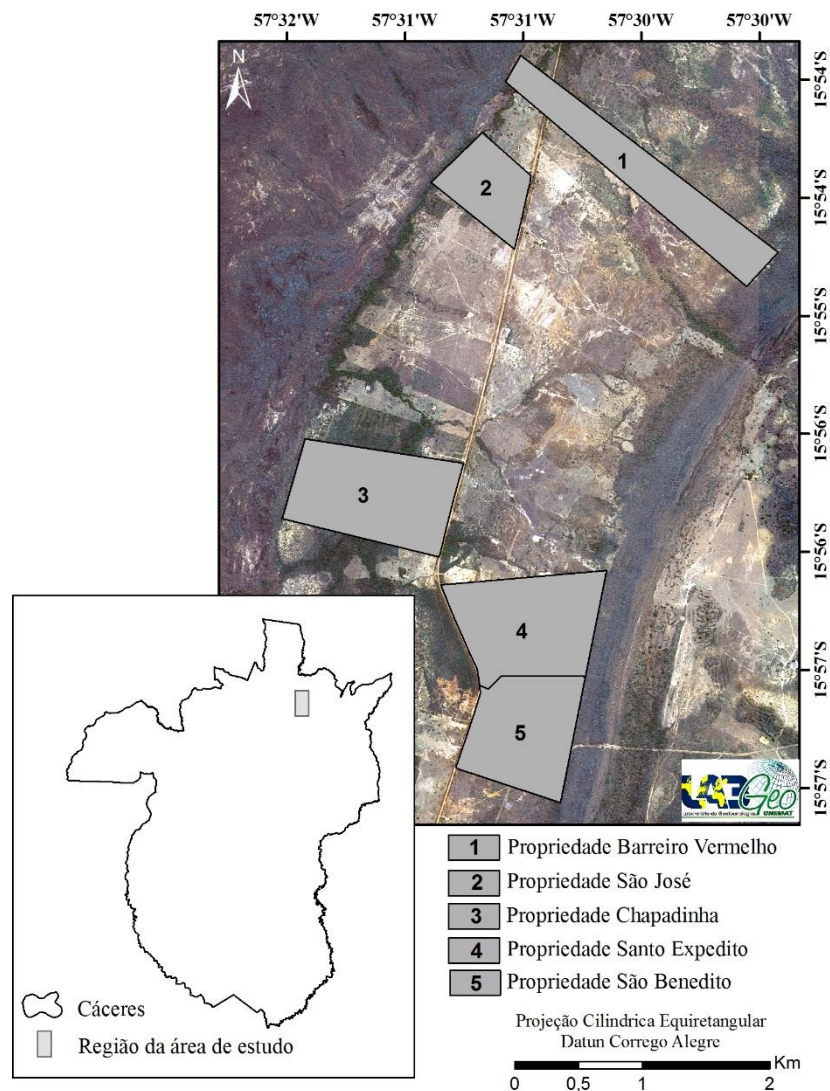 57°32'W 57°31'W 57°31'W 57°30'W 57°30'W
N
15°54'S
15°54'S
15°55'S
15°56'S
15°56'S
15°57'S
15°57'S
1
2
3
4
5
Geo
UNEMAT
1 Propriedade Barreiro Vermelho
2 Propriedade São José
3 Propriedade Chapadinha
4 Propriedade Santo Expedito
5 Propriedade São Benedito
Cáceres
Região da área de estudo
Projeção Cilindrica Equiretangular
Datun Corrego Alegre
Km
0 0,5 1 2